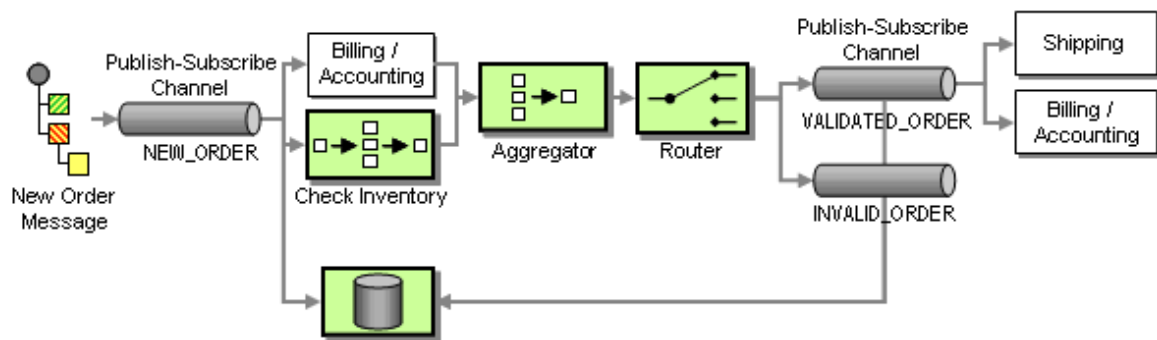 New Order
Message
Publish-Subscribe
Channel
NEW_ORDER
Billing /
Accounting
Check Inventory
Aggregator
Router
Publish-Subscribe
Channel
VALIDATED_ORDER
INVALID_ORDER
Shipping
Billing /
Accounting